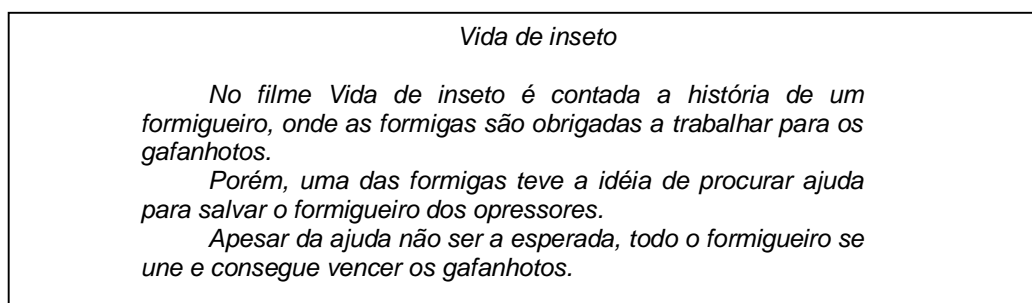 Vida de inseto
No filme Vida de inseto é contada a história de um
formigueiro, onde as formigas são obrigadas a trabalhar para os
gafanhotos.
Porém, uma das formigas teve a idéia de procurar ajuda
para salvar o formigueiro dos opressores.
Apesar da ajuda não ser a esperada, todo o formigueiro se
une e consegue vencer os gafanhotos.